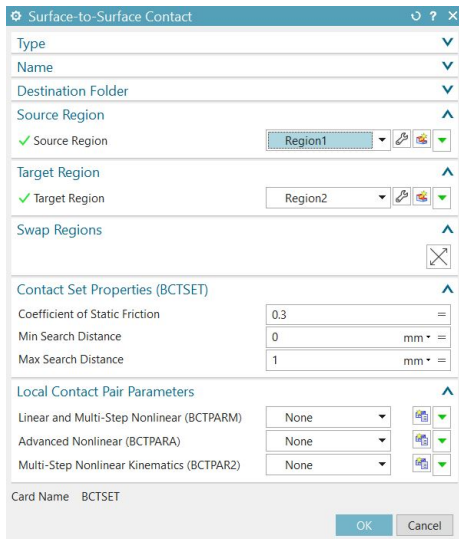 Surface-to-Surface Contact
Type
Name
Destination Folder
Source Region
Source Region Region1
Target Region
Target Region Region2
Swap Regions
Contact Set Properties (BCTSET)
Coefficient of Static Friction 0.3 =
Min Search Distance 0 mm =
Max Search Distance 1 mm =
Local Contact Pair Parameters
Linear and Multi-Step Nonlinear (BCTPARM) None
Advanced Nonlinear (BCTPARA) None
Multi-Step Nonlinear Kinematics (BCTPAR2) None
Card Name BCTSET
OK Cancel